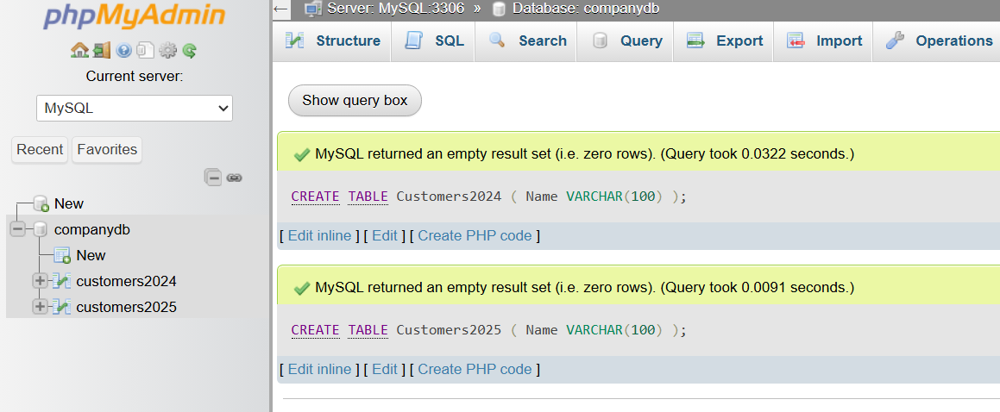 phpMyAdmin
Current server:
MySQL
Recent Favorites
New
companydb
New
customers2024
customers2025
← Server: MySQL:3306 » Database: companydb
Structure SQL Search Query Export Import Operations
Show query box
MySQL returned an empty result set (i.e. zero rows). (Query took 0.0322 seconds.)
CREATE TABLE Customers2024 ( Name VARCHAR(100) );
[ Edit inline ] [ Edit ] [ Create PHP code ]
MySQL returned an empty result set (i.e. zero rows). (Query took 0.0091 seconds.)
CREATE TABLE Customers2025 ( Name VARCHAR(100) );
[ Edit inline ] [ Edit ] [ Create PHP code ]